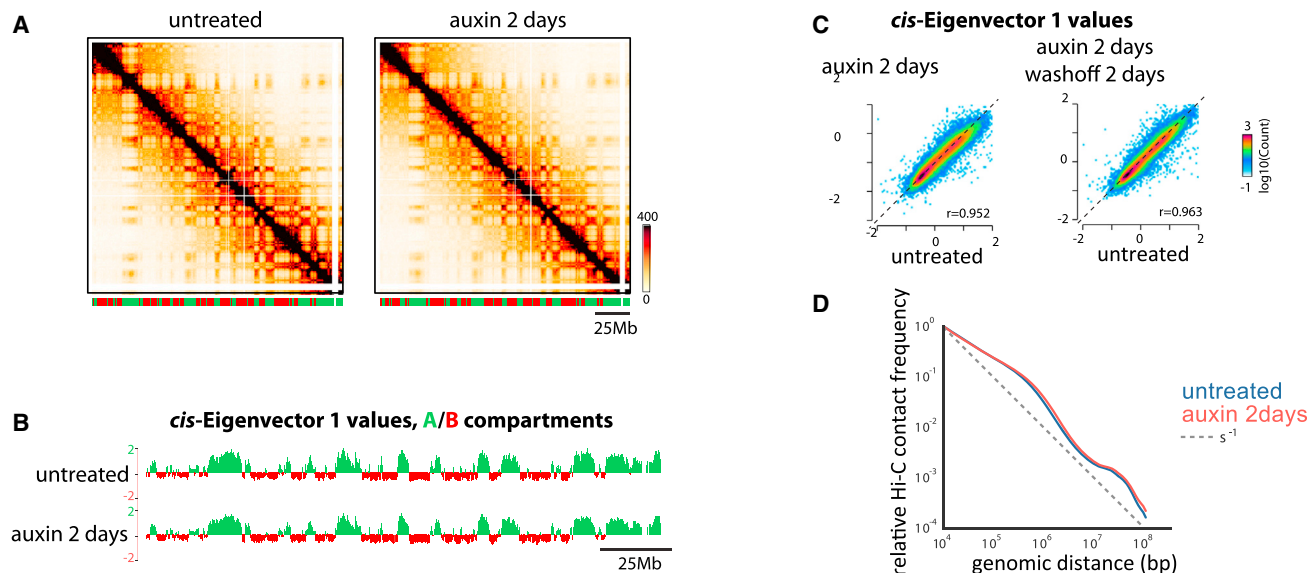 A
untreated
auxin 2 days
400
0
25Mb
B
cis-Eigenvector 1 values, A/B compartments
2
untreated
-2
2
auxin 2 days
-2
25Mb
C
cis-Eigenvector 1 values
auxin 2 days
2
0
-2
r=0.952
-2 0 2
untreated
auxin 2 days
washoff 2 days
2
0
-2
r=0.963
-2 0 2
untreated
3
-1
log10(Count)
D
relative Hi-C contact frequency
10^0
10^-1
10^-2
10^-3
10^-4
10^4 10^5 10^6 10^7 10^8
genomic distance (bp)
untreated
auxin 2days
s^-1